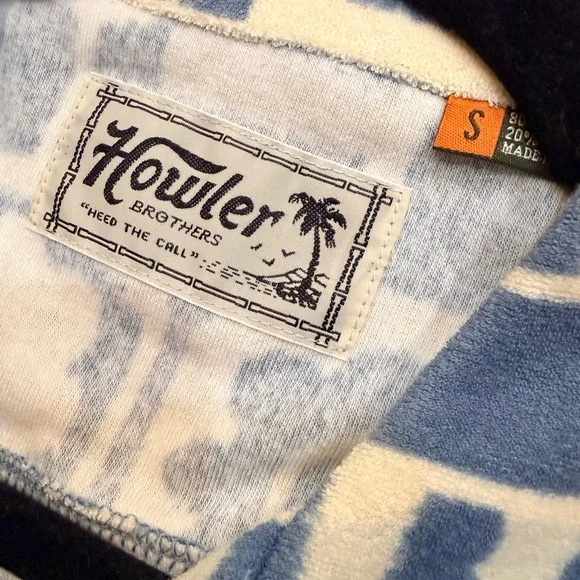 Howler
BROTHERS
"HEED THE CALL"
S
20%
MADE